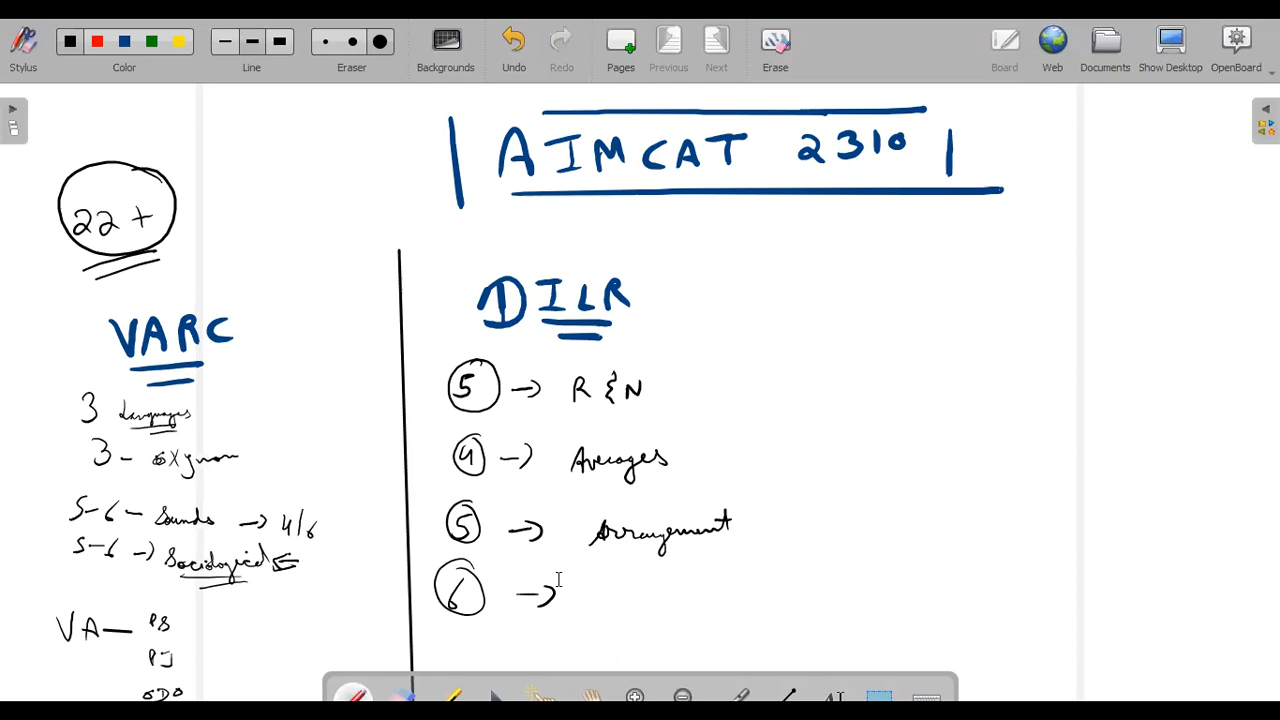 Stylus
Color
Line
Eraser
Backgrounds
Undo
Redo
Pages
Previous
Next
Erase
Board
Web
Documents
Show Desktop
OpenBoard
| AIMCAT 2310 |
22 +
VARC
3 Languages
3 - oxygen
5-6 - Sounds → 4/6
5-6 → Sociological
VA — PS
PJ
ODO
DILR
5 → R & N
4 → Averages
5 → Arrangement
6 →